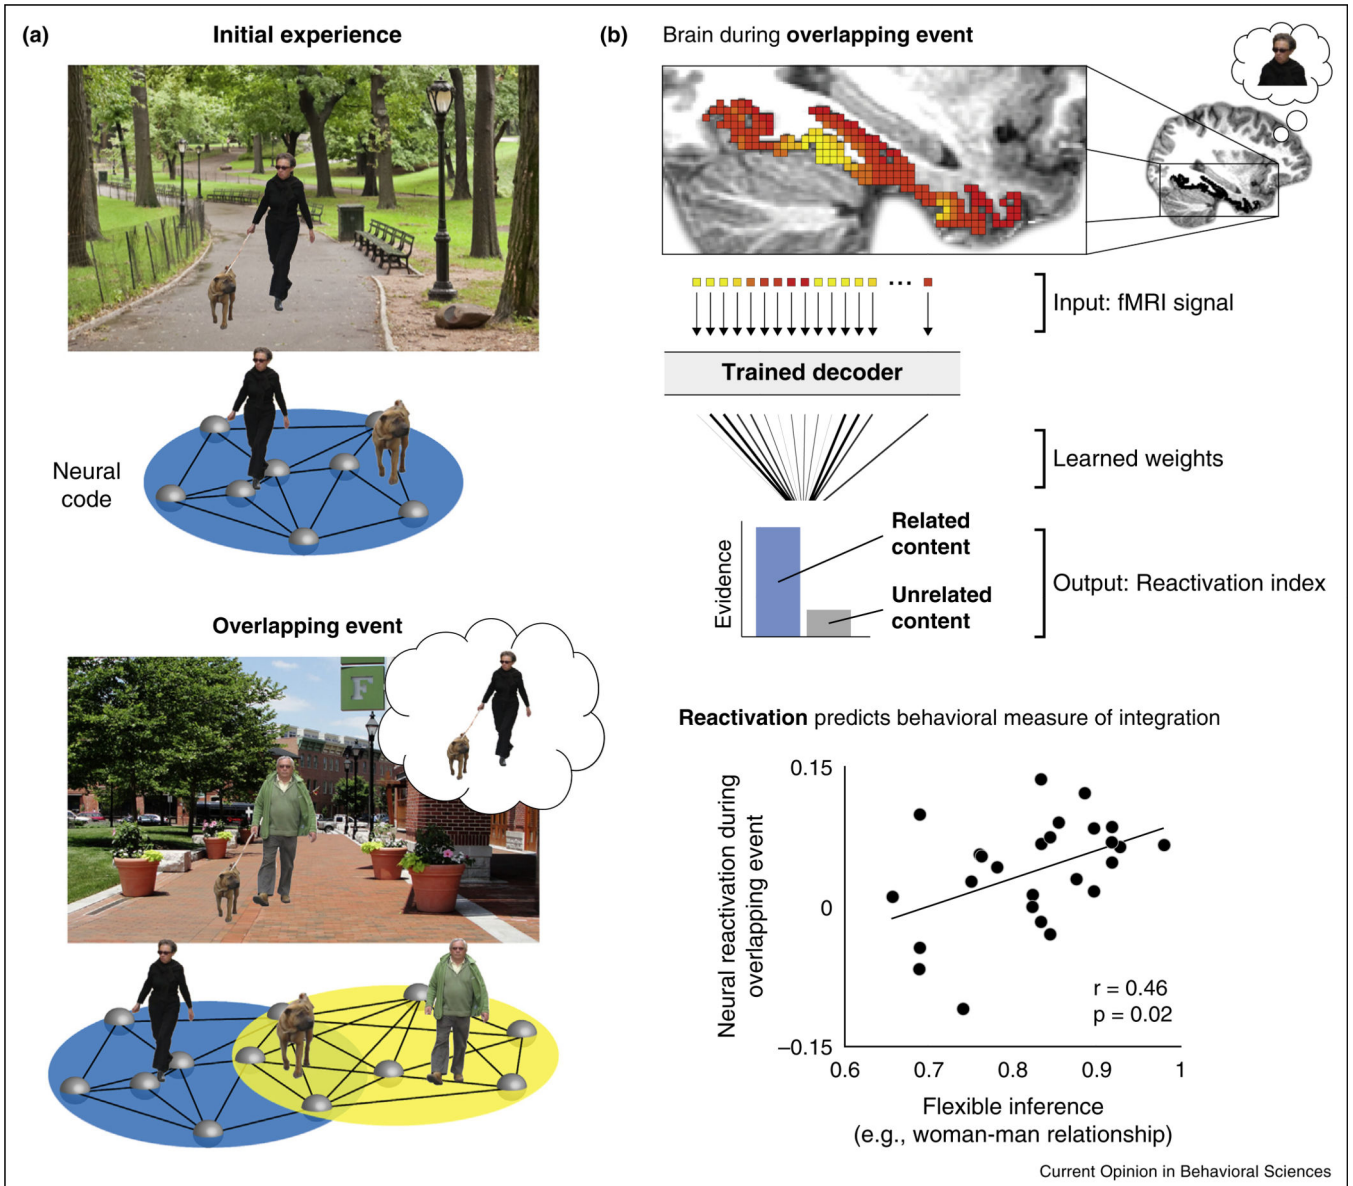 (a)
Initial experience
Neural
code
Overlapping event
F
(b)
Brain during overlapping event
Input: fMRI signal
Trained decoder
Learned weights
Evidence
Related
content
Unrelated
content
Output: Reactivation index
Reactivation predicts behavioral measure of integration
Neural reactivation during
overlapping event
0.15
0
–0.15
r = 0.46
p = 0.02
0.6 0.7 0.8 0.9 1
Flexible inference
(e.g., woman-man relationship)
Current Opinion in Behavioral Sciences